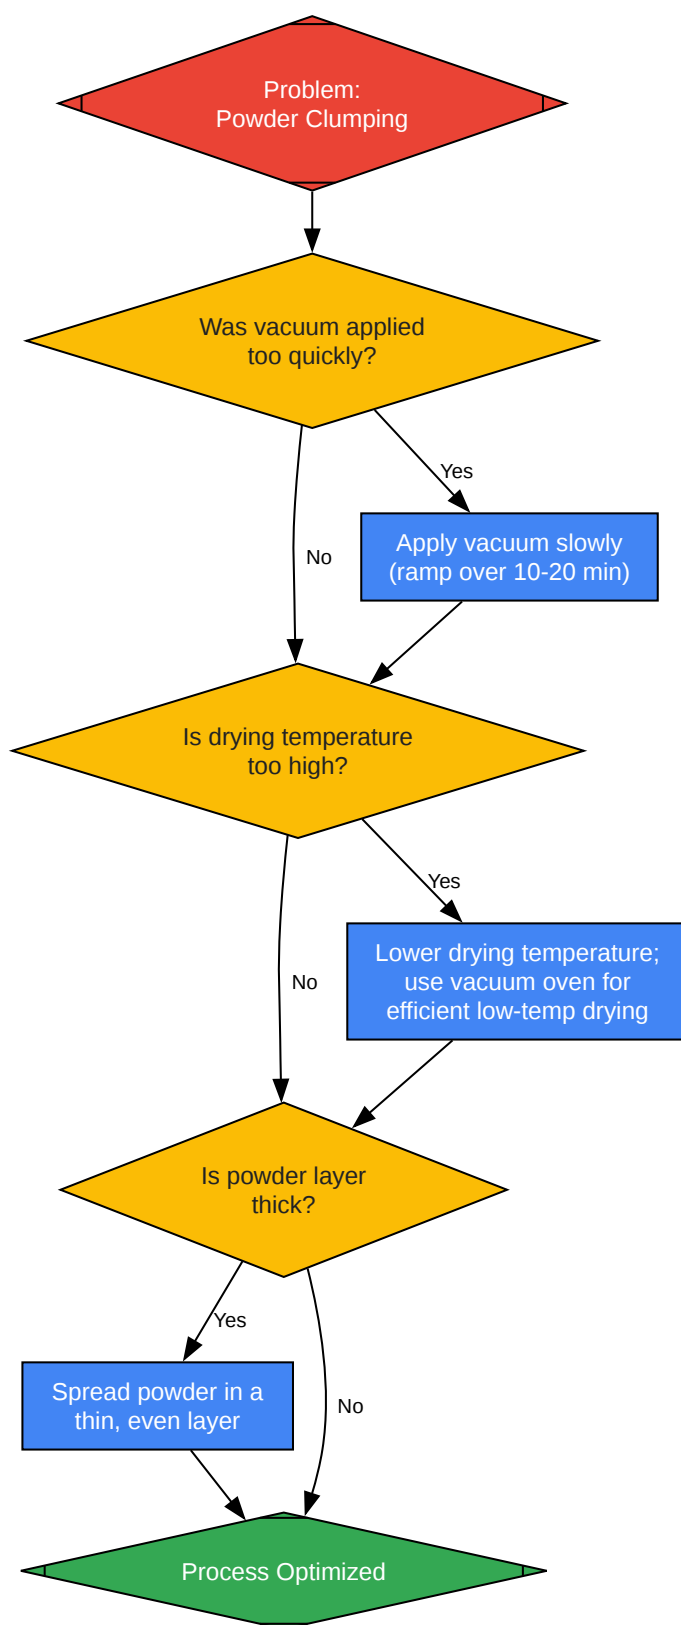 Problem:
Powder Clumping
Was vacuum applied
too quickly?
Yes
Apply vacuum slowly
(ramp over 10-20 min)
No
Is drying temperature
too high?
Yes
Lower drying temperature;
use vacuum oven for
efficient low-temp drying
No
Is powder layer
thick?
Yes
Spread powder in a
thin, even layer
No
Process Optimized